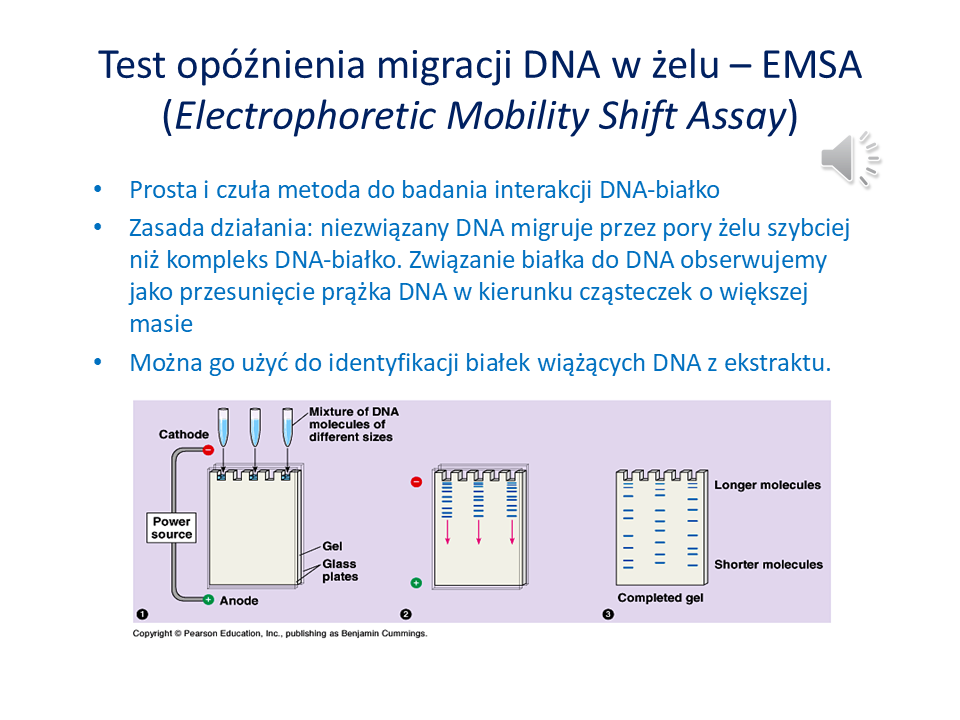 Test opóźnienia migracji DNA w żelu – EMSA
(Electrophoretic Mobility Shift Assay)
• Prosta i czuła metoda do badania interakcji DNA-białko
• Zasada działania: niezwiązany DNA migruje przez pory żelu szybciej
niż kompleks DNA-białko. Związanie białka do DNA obserwujemy
jako przesunięcie prążka DNA w kierunku cząsteczek o większej
masie
• Można go użyć do identyfikacji białek wiążących DNA z ekstraktu.
Mixture of DNA
molecules of
different sizes
Cathode
−
Power
source
Gel
Glass
plates
+
Anode
1
−
+
2
Longer molecules
Shorter molecules
Completed gel
3
Copyright © Pearson Education, Inc., publishing as Benjamin Cummings.